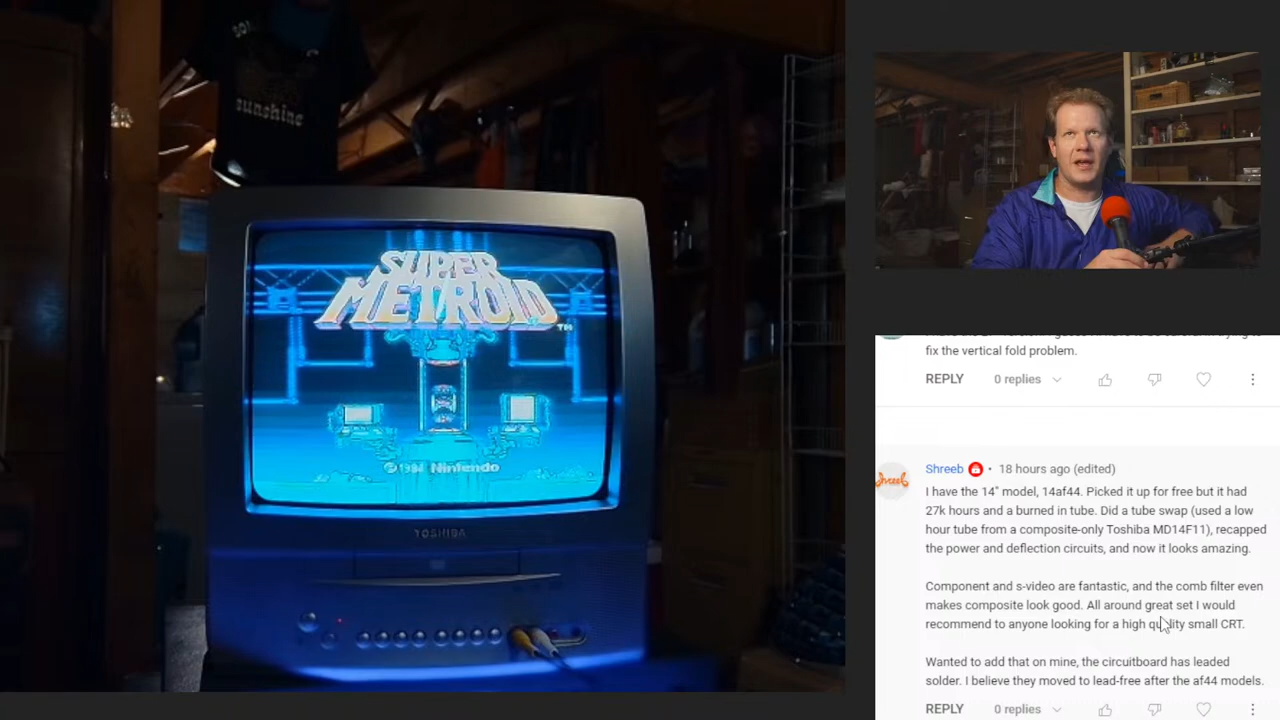 sunshine
SUPER
METROID
TM
Nintendo
TOSHIBA
fix the vertical fold problem.
REPLY 0 replies
Shreeb • 18 hours ago (edited)
I have the 14" model, 14af44. Picked it up for free but it had
27k hours and a burned in tube. Did a tube swap (used a low
hour tube from a composite-only Toshiba MD14F11), recapped
the power and deflection circuits, and now it looks amazing.
Component and s-video are fantastic, and the comb filter even
makes composite look good. All around great set I would
recommend to anyone looking for a high quality small CRT.
Wanted to add that on mine, the circuitboard has leaded
solder. I believe they moved to lead-free after the af44 models.
REPLY 0 replies